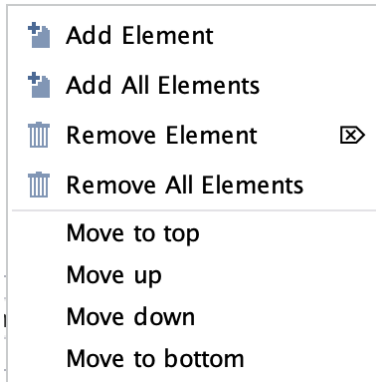 Add Element
Add All Elements
Remove Element ⌦
Remove All Elements
Move to top
Move up
Move down
Move to bottom